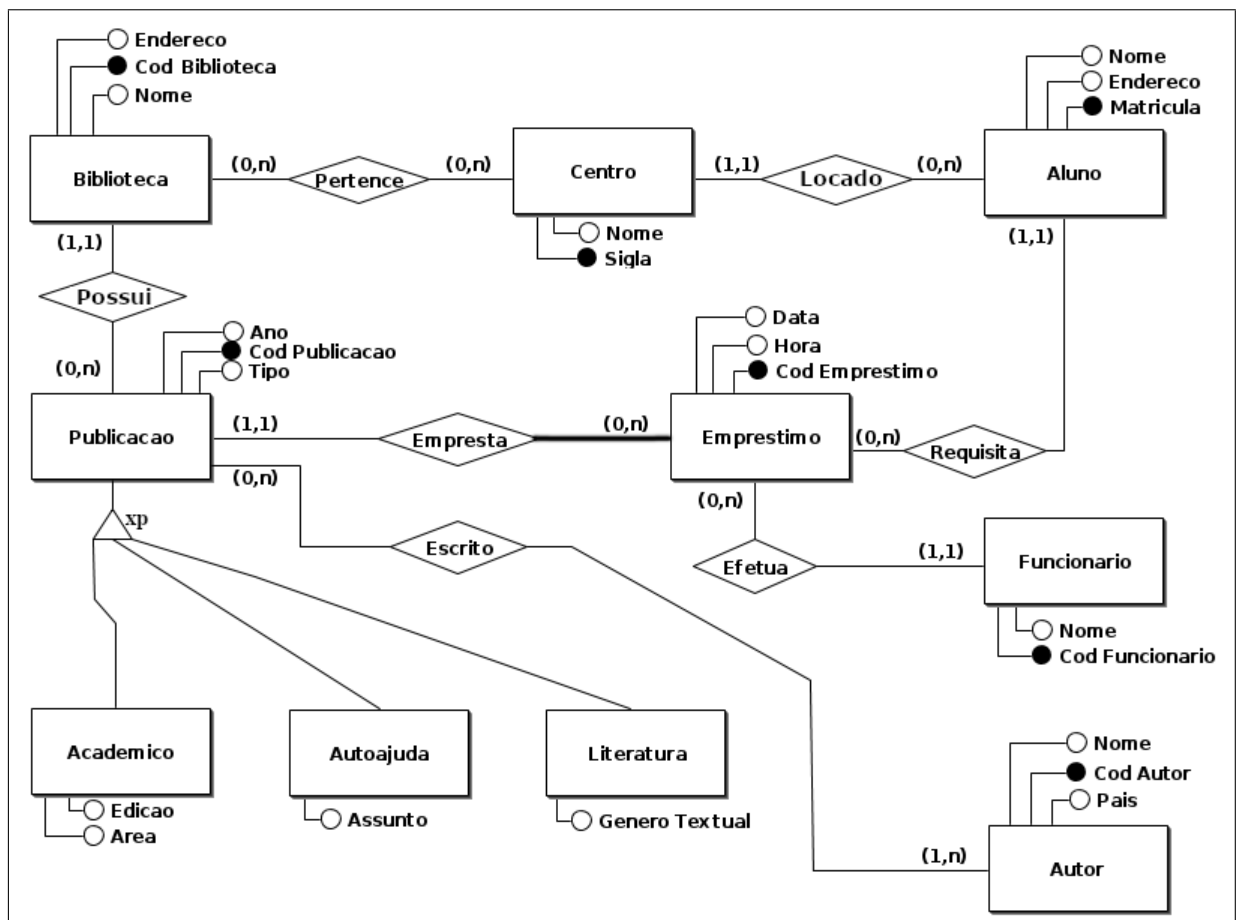 Endereco
Cod Biblioteca
Nome
Biblioteca
(0,n)
Pertence
(0,n)
Centro
Nome
Sigla
(1,1)
Locado
(0,n)
Nome
Endereco
Matricula
Aluno
(1,1)
(1,1)
Possui
(0,n)
Ano
Cod Publicacao
Tipo
Publicacao
(1,1)
Empresta
(0,n)
Data
Hora
Cod Emprestimo
Emprestimo
(0,n)
Requisita
(0,n)
Escrito
(0,n)
Efetua
(1,1)
Funcionario
Nome
Cod Funcionario
xp
Academico
Edicao
Area
Autoajuda
Assunto
Literatura
Genero Textual
Nome
Cod Autor
Pais
(1,n)
Autor